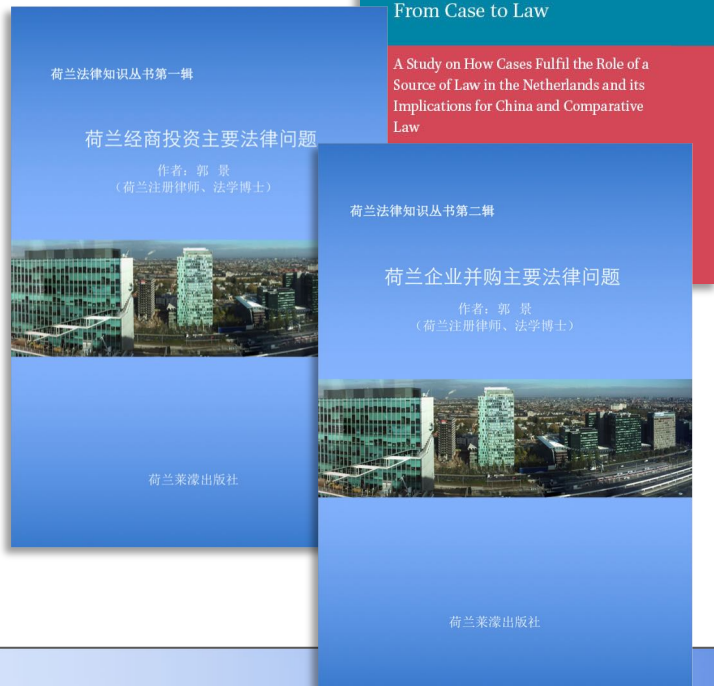 From Case to Law
A Study on How Cases Fulfil the Role of a
Source of Law in the Netherlands and its
Implications for China and Comparative
Law
荷兰法律知识丛书第一辑
荷兰经商投资主要法律问题
作者：郭 景
（荷兰注册律师、法学博士）
荷兰莱濛出版社
荷兰法律知识丛书第二辑
荷兰企业并购主要法律问题
作者：郭 景
（荷兰注册律师、法学博士）
荷兰莱濛出版社